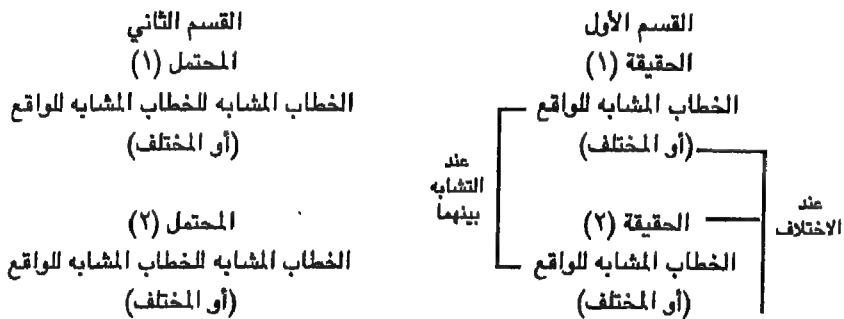 القسم الأول
الحقيقة (١)
الخطاب المشابه للواقع
(أو المختلف)
الحقيقة (٢)
الخطاب المشابه للواقع
(أو المختلف)
عند
الاختلاف
عند
التشابه
بينهما
القسم الثاني
المحتمل (١)
الخطاب المشابه للخطاب المشابه للواقع
(أو المختلف)
المحتمل (٢)
الخطاب المشابه للخطاب المشابه للواقع
(أو المختلف)